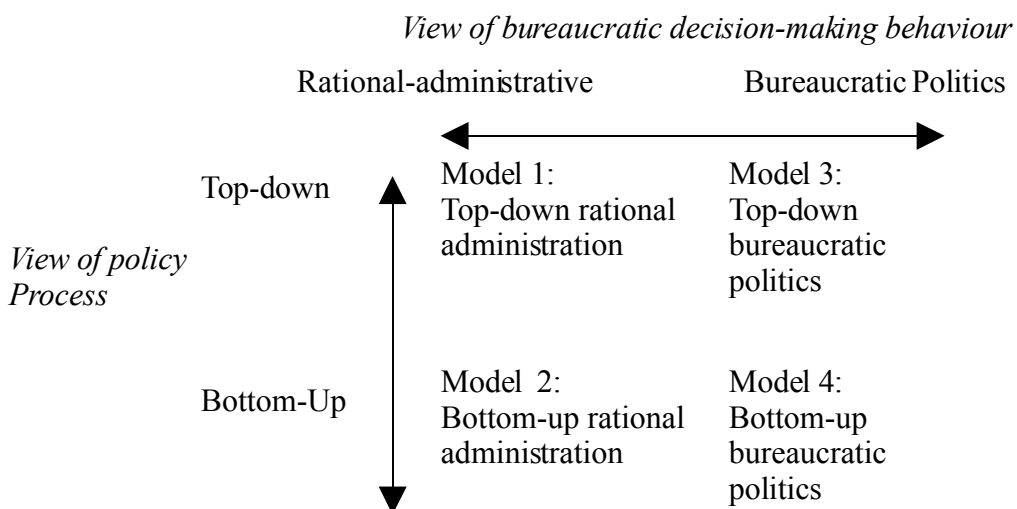 View of bureaucratic decision-making behaviour
Rational-administrative
Bureaucratic Politics
Top-down
Model 1:
Top-down rational
administration
Model 3:
Top-down
bureaucratic
politics
View of policy
Process
Bottom-Up
Model 2:
Bottom-up rational
administration
Model 4:
Bottom-up
bureaucratic
politics